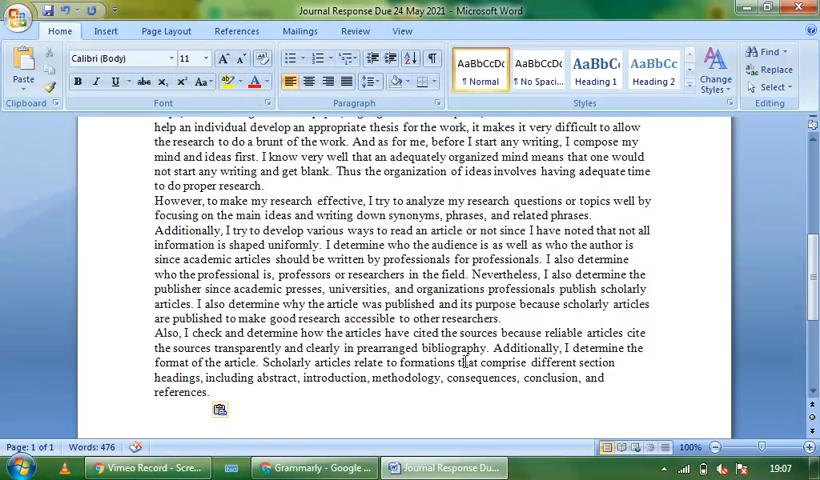 Journal Response Due 24 May 2021 - Microsoft Word
Home Insert Page Layout References Mailings Review View
Paste
Clipboard
Calibri (Body) 11
B I U abc x₂ x² Aa
Font
Paragraph
AaBbCcDc AaBbCcDc AaBbC AaBbCc
¶ Normal ¶ No Spaci... Heading 1 Heading 2
Change
Styles
Styles
Find
Replace
Select
Editing
help an individual develop an appropriate thesis for the work, it makes it very difficult to allow
the research to do a brunt of the work. And as for me, before I start any writing, I compose my
mind and ideas first. I know very well that an adequately organized mind means that one would
not start any writing and get blank. Thus the organization of ideas involves having adequate time
to do proper research.
However, to make my research effective, I try to analyze my research questions or topics well by
focusing on the main ideas and writing down synonyms, phrases, and related phrases.
Additionally, I try to develop various ways to read an article or not since I have noted that not all
information is shaped uniformly. I determine who the audience is as well as who the author is
since academic articles should be written by professionals for professionals. I also determine
who the professional is, professors or researchers in the field. Nevertheless, I also determine the
publisher since academic presses, universities, and organizations professionals publish scholarly
articles. I also determine why the article was published and its purpose because scholarly articles
are published to make good research accessible to other researchers.
Also, I check and determine how the articles have cited the sources because reliable articles cite
the sources transparently and clearly in prearranged bibliography. Additionally, I determine the
format of the article. Scholarly articles relate to formations that comprise different section
headings, including abstract, introduction, methodology, consequences, conclusion, and
references.
Page: 1 of 1 Words: 476 100%
Vimeo Record - Scre... Grammarly - Google ... Journal Response Du... 19:07